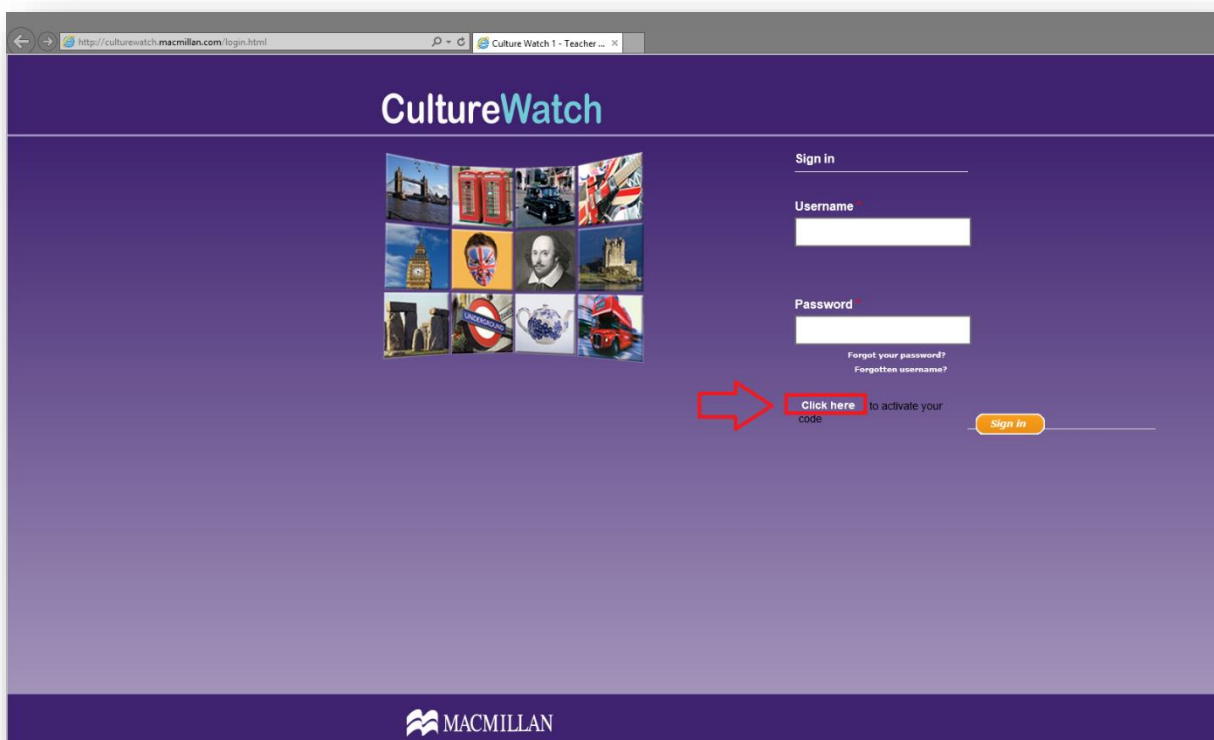 http://culturewatch.macmillan.com/login.html
Culture Watch 1 - Teacher ...
CultureWatch
UNDERGROUND
Sign in
Username *
Password *
Forgot your password?
Forgotten username?
Click here to activate your
code
Sign in
MACMILLAN